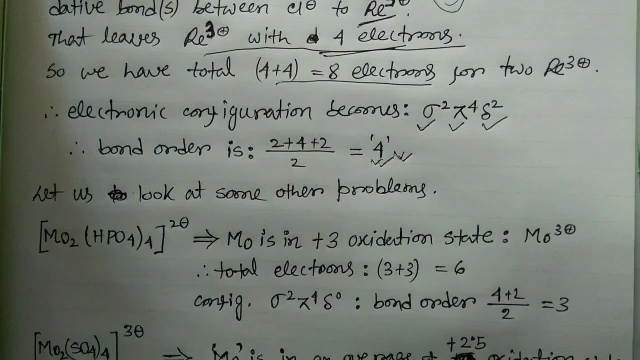 dative bond(s) between Cl⊖ to Re³⊕.
That leaves Re³⊕ with 4 electrons.
So we have total (4+4) = 8 electrons for two Re³⊕.
∴ electronic configuration becomes: σ²π⁴δ²
∴ bond order is: (2+4+2)/2 = '4'
Let us look at some other problems.
[Mo₂(HPO₄)₄]²⊖ ⇒ Mo is in +3 oxidation state: Mo³⊕
∴ total electrons: (3+3) = 6
config. σ²π⁴δ⁰ : bond order (4+2)/2 = 3
[Mo₂(SO₄)₄]³⊖ ⇒ 'Mo' is in an average of +2.5 oxidation